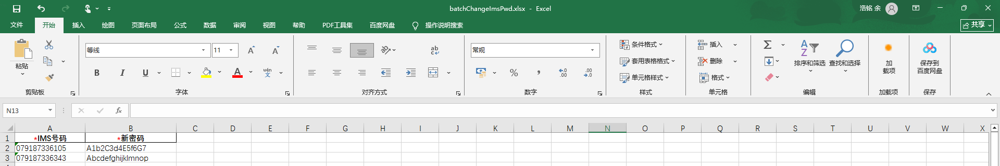 batchChangeImsPwd.xlsx - Excel
浩铭 余
文件 开始 插入 绘图 页面布局 公式 数据 审阅 视图 帮助 PDF工具集 百度网盘 操作说明搜索 共享
粘贴
剪贴板
等线 11
B I U A wén 文
字体
ab c
对齐方式
常规
% , .0 .00 .00 .0
数字
条件格式
套用表格格式
单元格样式
样式
插入
删除
格式
单元格
Σ
A Z
排序和筛选
查找和选择
编辑
加载项
加载项
保存到百度网盘
保存
N13 fx
A B C D E F G H I J K L M N O P Q R S T U V W X
1 *IMS号码 *新密码
2 079187336105 A1b2C3d4E5f6G7
3 079187336343 Abcdefghijklmnop